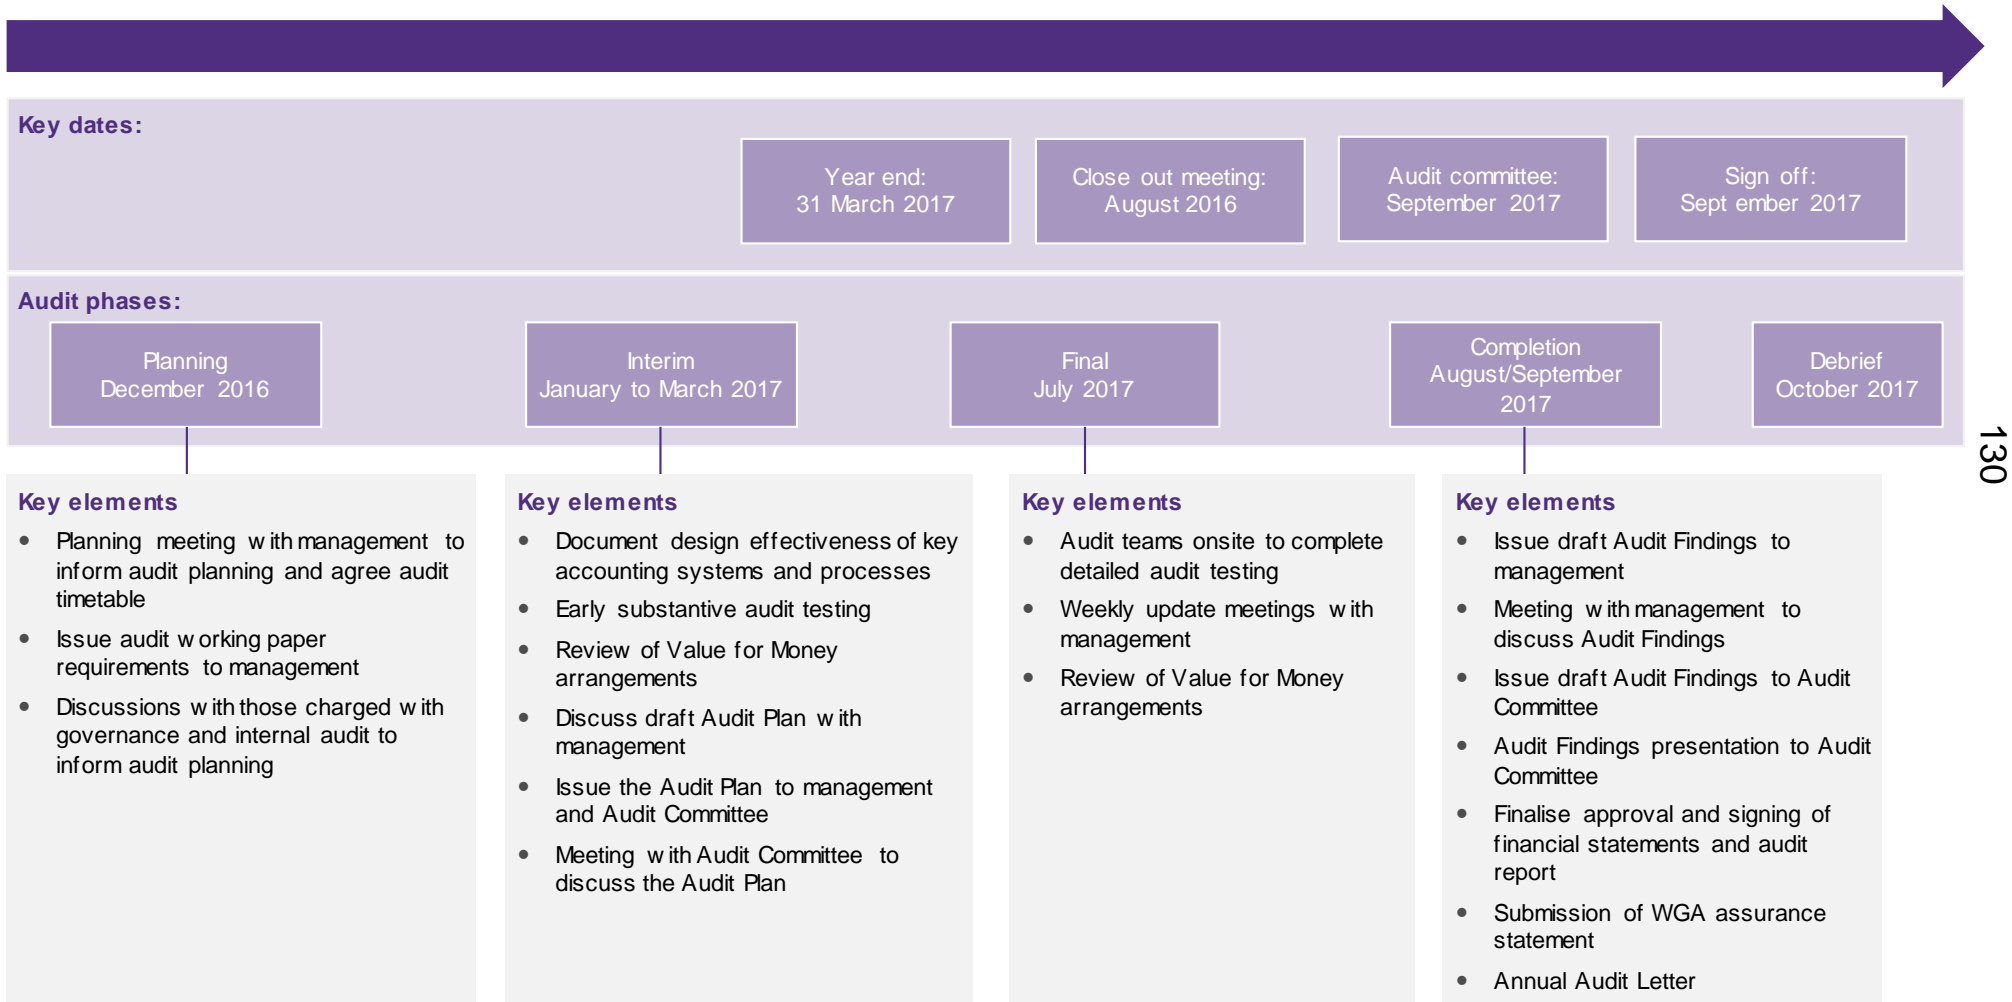 Key dates:
Year end:
31 March 2017
Close out meeting:
August 2016
Audit committee:
September 2017
Sign off:
Sept ember 2017
Audit phases:
Planning
December 2016
Interim
January to March 2017
Final
July 2017
Completion
August/September
2017
Debrief
October 2017
130
Key elements
• Planning meeting with management to
inform audit planning and agree audit
timetable
• Issue audit working paper
requirements to management
• Discussions with those charged with
governance and internal audit to
inform audit planning
Key elements
• Document design effectiveness of key
accounting systems and processes
• Early substantive audit testing
• Review of Value for Money
arrangements
• Discuss draft Audit Plan with
management
• Issue the Audit Plan to management
and Audit Committee
• Meeting with Audit Committee to
discuss the Audit Plan
Key elements
• Audit teams onsite to complete
detailed audit testing
• Weekly update meetings with
management
• Review of Value for Money
arrangements
Key elements
• Issue draft Audit Findings to
management
• Meeting with management to
discuss Audit Findings
• Issue draft Audit Findings to Audit
Committee
• Audit Findings presentation to Audit
Committee
• Finalise approval and signing of
financial statements and audit
report
• Submission of WGA assurance
statement
• Annual Audit Letter